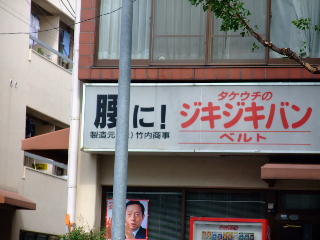 腰に!
製造元 竹内商事
タケウチの
ジキジキバン
ベルト